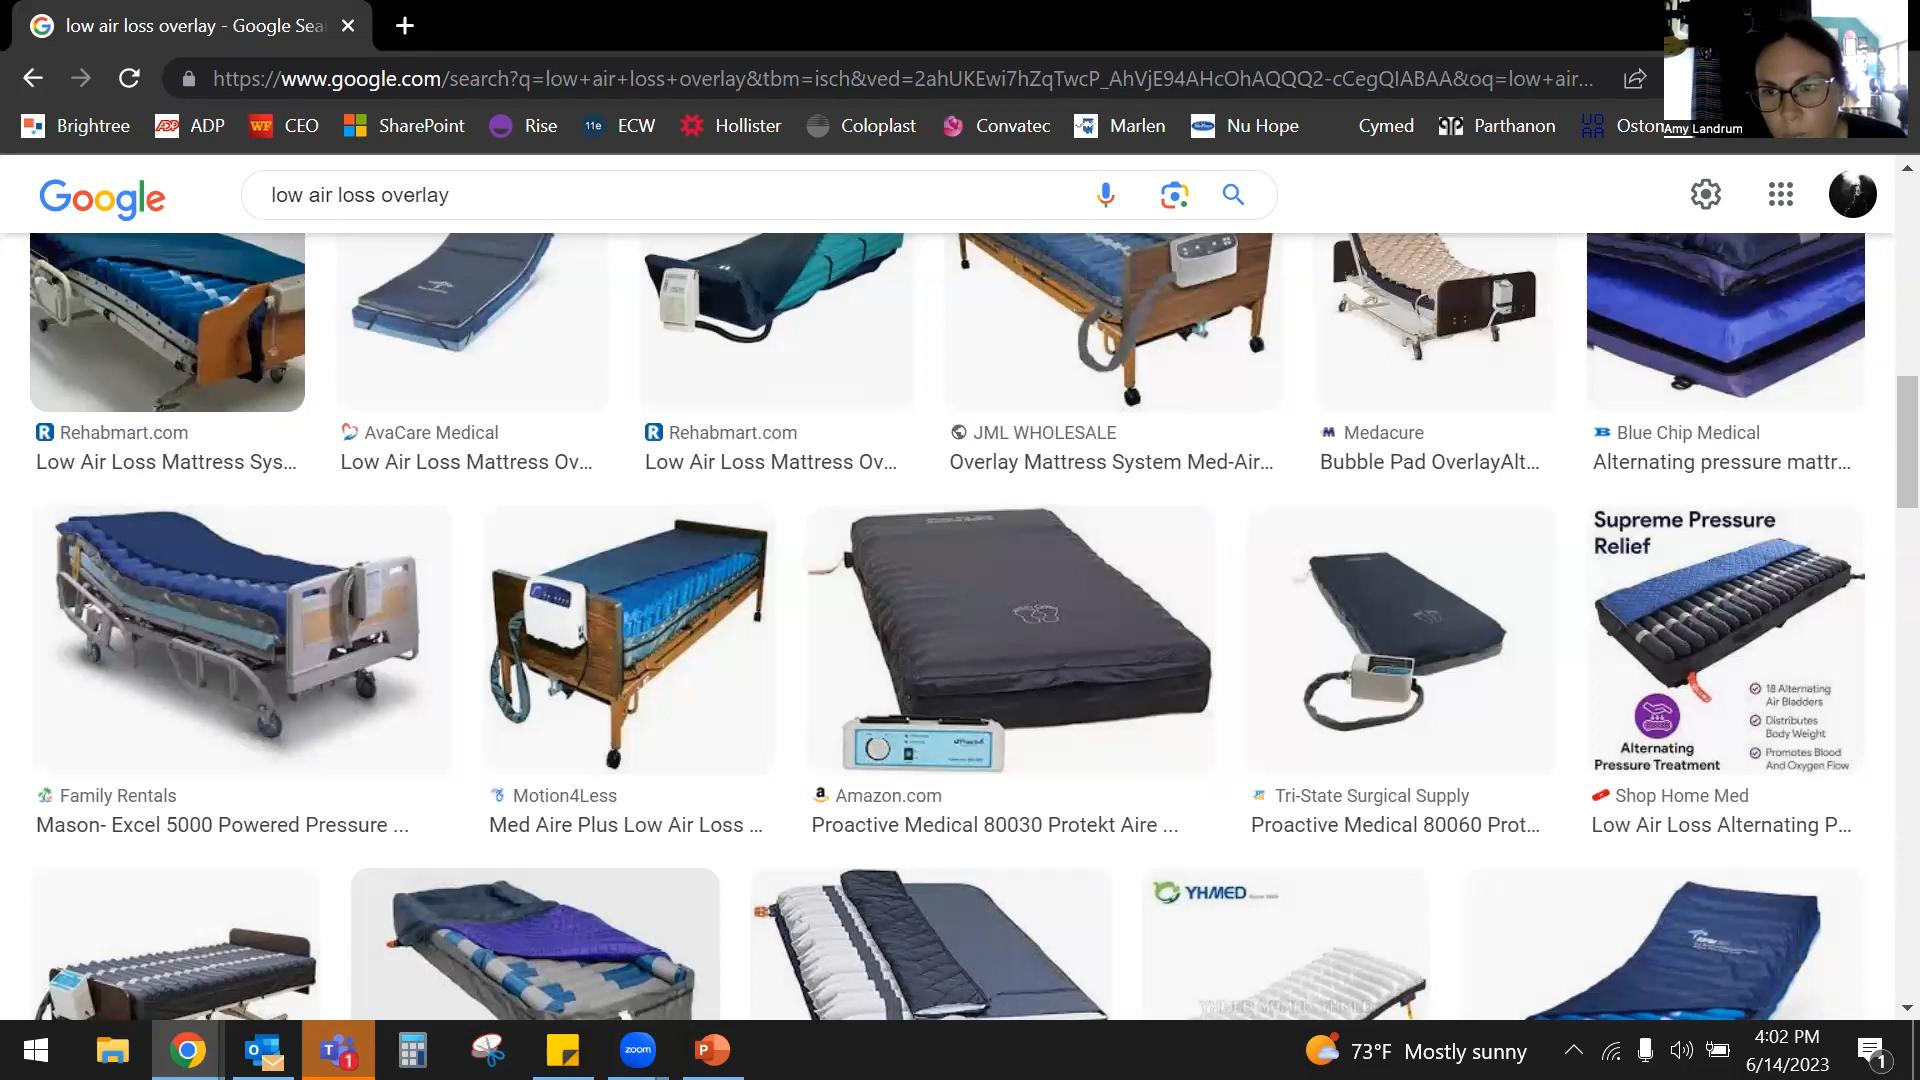 low air loss overlay - Google Sea
https://www.google.com/search?q=low+air+loss+overlay&tbm=isch&ved=2ahUKEwi7hZqTwcP_AhVjE94AHcOhAQQQ2-cCegQIABAA&oq=low+air...
Brightree ADP CEO SharePoint Rise 11e ECW Hollister Coloplast Convatec Marlen Nu Hope Cymed Parthanon Oston
Amy Landrum
Google low air loss overlay
Rehabmart.com AvaCare Medical Rehabmart.com JML WHOLESALE Medacure Blue Chip Medical
Low Air Loss Mattress Sys... Low Air Loss Mattress Ov... Low Air Loss Mattress Ov... Overlay Mattress System Med-Air... Bubble Pad OverlayAlt... Alternating pressure mattr...
Supreme Pressure
Relief
18 Alternating
Air Bladders
Distributes
Body Weight
Alternating
Pressure Treatment
Promotes Blood
And Oxygen Flow
Family Rentals Motion4Less Amazon.com Tri-State Surgical Supply Shop Home Med
Mason- Excel 5000 Powered Pressure ... Med Aire Plus Low Air Loss ... Proactive Medical 80030 Protekt Aire ... Proactive Medical 80060 Prot... Low Air Loss Alternating P...
YHMED
zoom
73°F Mostly sunny
4:02 PM
6/14/2023
1
1